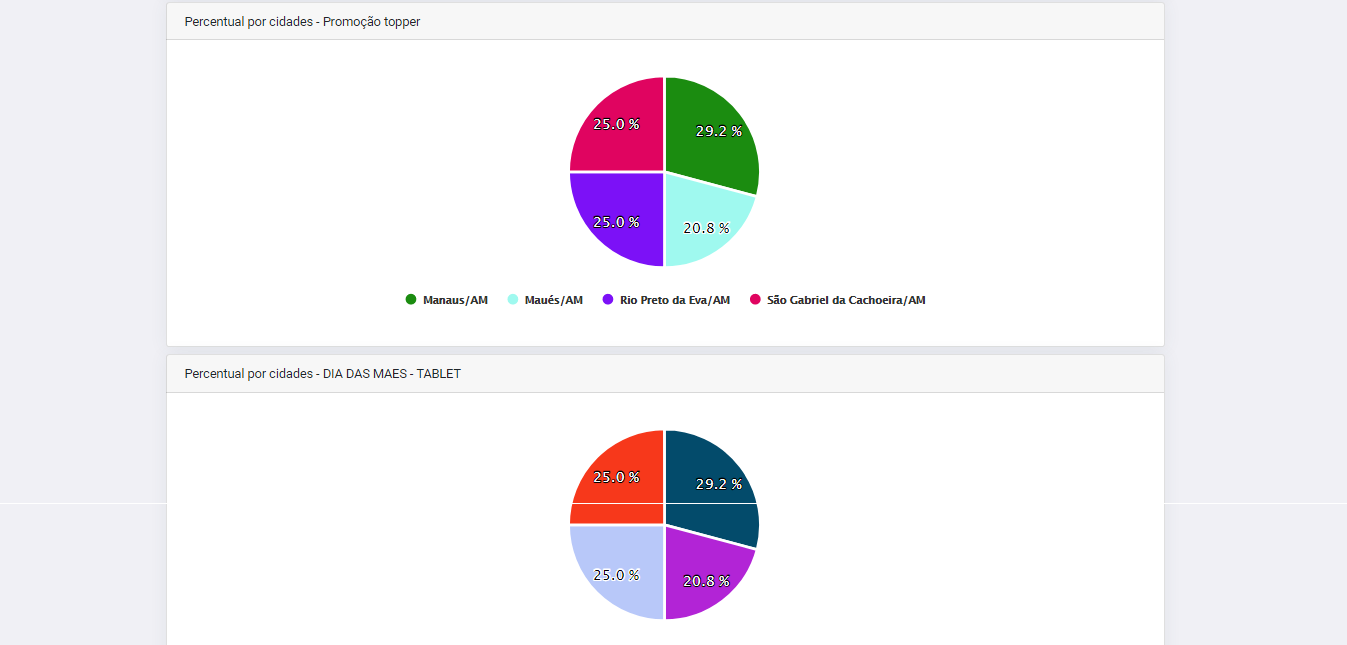 Percentual por cidades - Promoção topper
25.0 %
29.2 %
25.0 %
20.8 %
Manaus/AM Maués/AM Rio Preto da Eva/AM São Gabriel da Cachoeira/AM
Percentual por cidades - DIA DAS MAES - TABLET
25.0 %
29.2 %
25.0 %
20.8 %